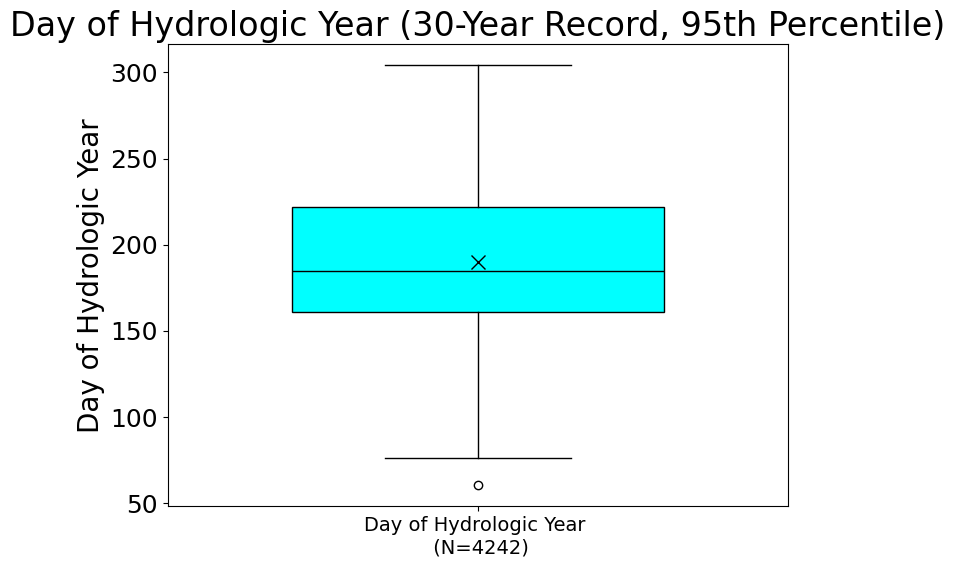 Day of Hydrologic Year (30-Year Record, 95th Percentile)
Day of Hydrologic Year
300
250
200
150
100
50
Day of Hydrologic Year
(N=4242)